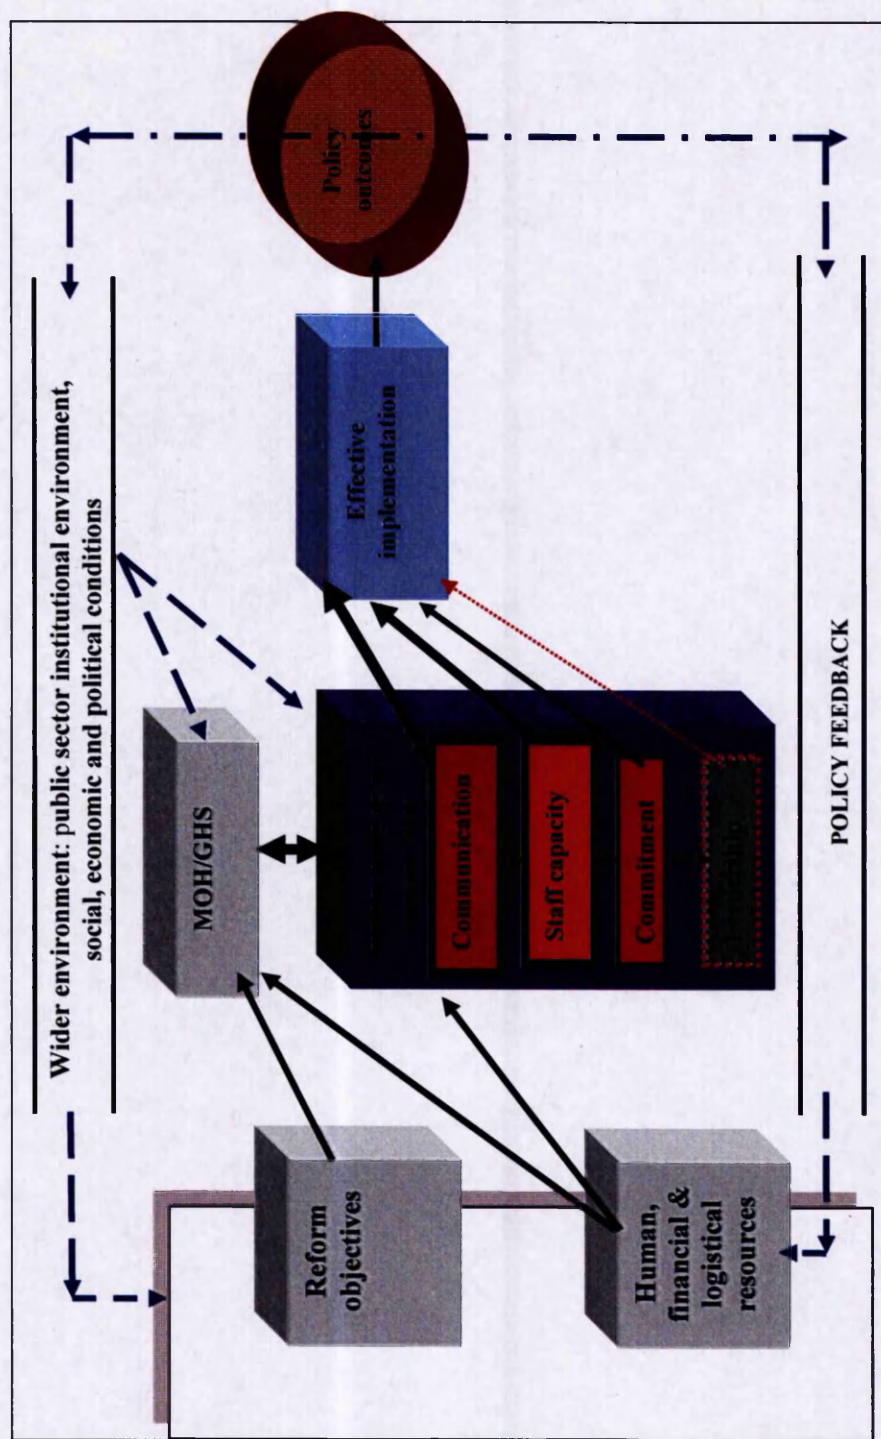 Wider environment: public sector institutional environment,
social, economic and political conditions
MOH/GHS
Reform
objectives
Communication
Staff capacity
Commitment
Human,
financial &
logistical
resources
Effective
implementation
Policy
outcomes
POLICY FEEDBACK